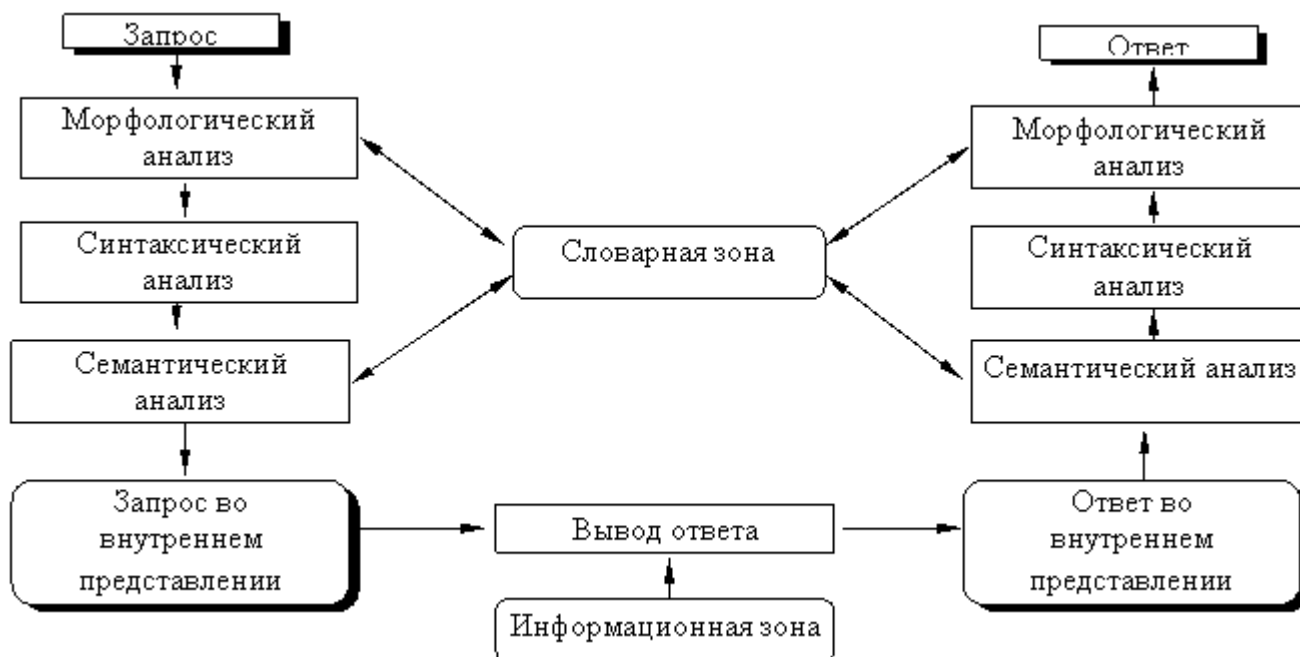 Запрос
Морфологический
анализ
Синтаксический
анализ
Семантический
анализ
Запрос во
внутреннем
представлении
Словарная зона
Вывод ответа
Информационная зона
Ответ
Морфологический
анализ
Синтаксический
анализ
Семантический анализ
Ответ во
внутреннем
представлении